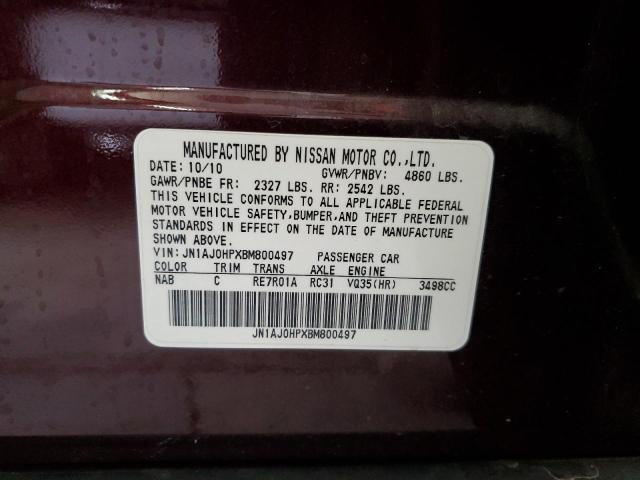 MANUFACTURED BY NISSAN MOTOR CO.,LTD.
DATE: 10/10 GVWR/PNBV: 4860 LBS.
GAWR/PNBE FR: 2327 LBS. RR: 2542 LBS.
THIS VEHICLE CONFORMS TO ALL APPLICABLE FEDERAL
MOTOR VEHICLE SAFETY,BUMPER,AND THEFT PREVENTION
STANDARDS IN EFFECT ON THE DATE OF MANUFACTURE
SHOWN ABOVE.
VIN: JN1AJ0HPXBM800497 PASSENGER CAR
COLOR TRIM TRANS AXLE ENGINE
NAB C RE7R01A RC31 VQ35(HR) 3498CC
JN1AJ0HPXBM800497